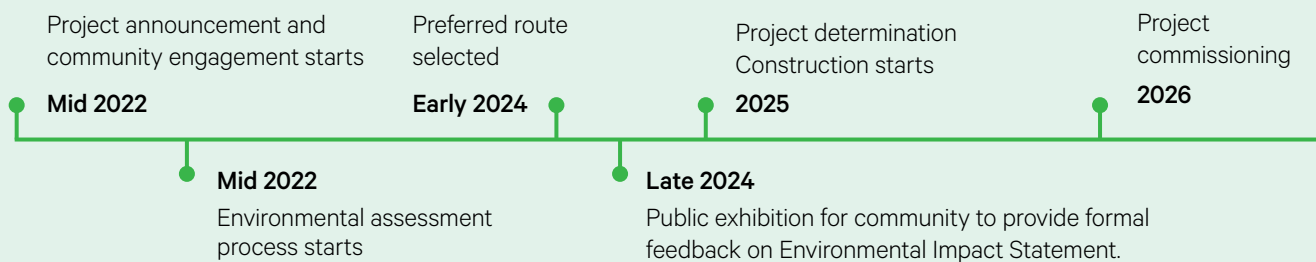 Project announcement and
community engagement starts
Mid 2022
Mid 2022
Environmental assessment
process starts
Preferred route
selected
Early 2024
Late 2024
Public exhibition for community to provide formal
feedback on Environmental Impact Statement.
Project determination
Construction starts
2025
Project
commissioning
2026